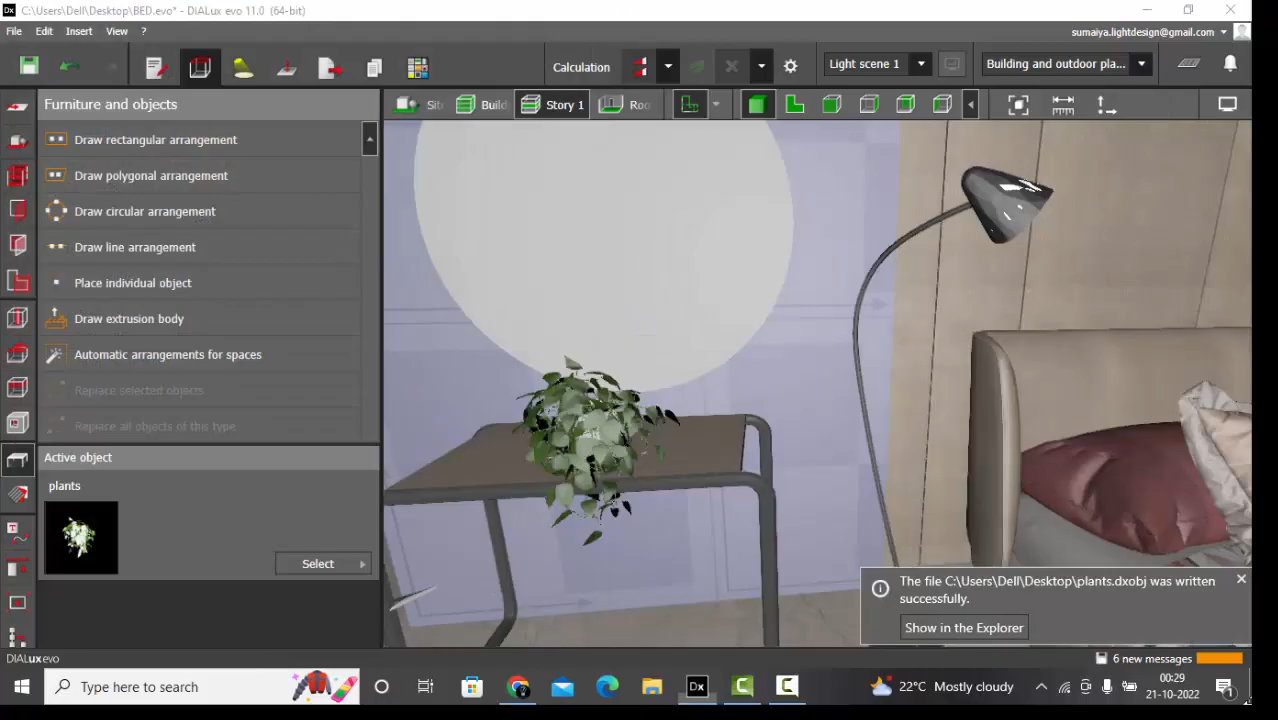 C:\Users\Dell\Desktop\BED.evo* - DIALux evo 11.0 (64-bit)
File Edit Insert View ?
sumaiya.lightdesign@gmail.com
Calculation
Light scene 1
Building and outdoor pla...
Furniture and objects
Sit
Build
Story 1
Roo
Draw rectangular arrangement
Draw polygonal arrangement
Draw circular arrangement
Draw line arrangement
Place individual object
Draw extrusion body
Automatic arrangements for spaces
Replace selected objects
Replace all objects of this type
Active object
plants
Select
The file C:\Users\Dell\Desktop\plants.dxobj was written
successfully.
Show in the Explorer
DIALux evo
6 new messages
Type here to search
22°C Mostly cloudy
00:29
21-10-2022
1